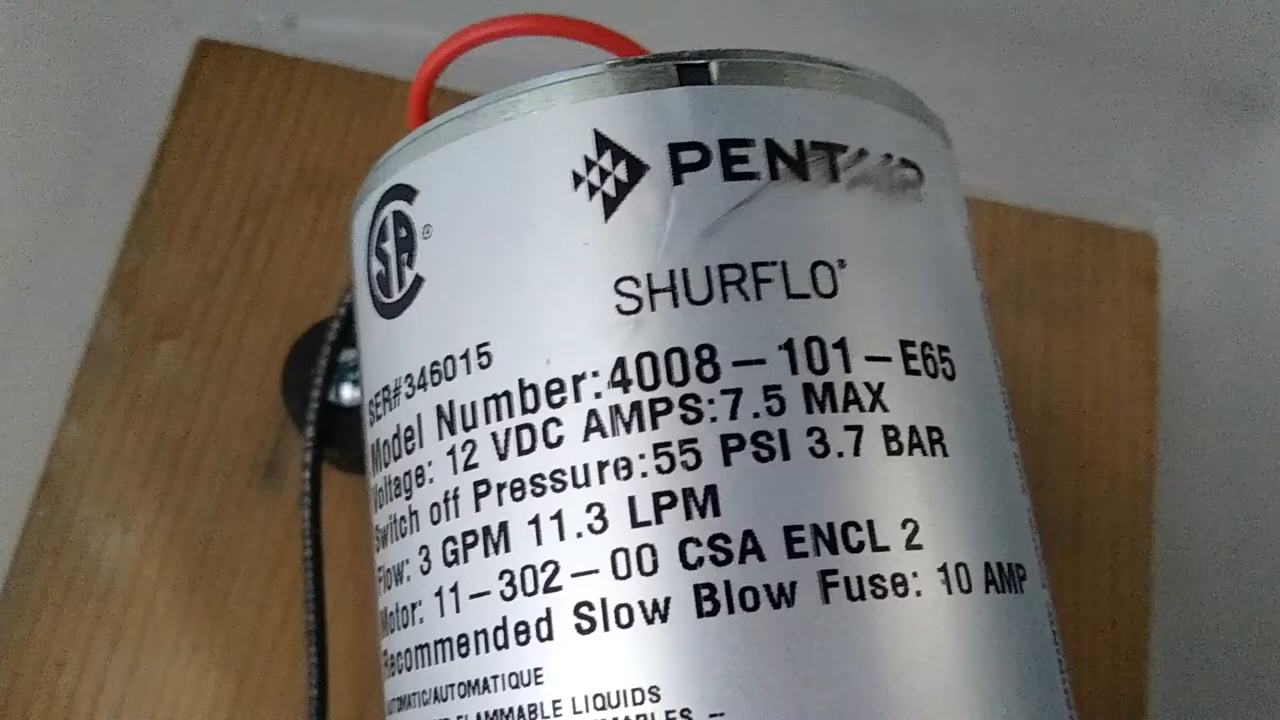 PENTAIR
CSA®
SHURFLO®
SER#346015
Model Number:4008-101-E65
Voltage: 12 VDC AMPS:7.5 MAX
Switch off Pressure:55 PSI 3.7 BAR
Flow: 3 GPM 11.3 LPM
Motor: 11-302-00 CSA ENCL 2
Recommended Slow Blow Fuse: 10 AMP
AUTOMATIC/AUTOMATIQUE
FLAMMABLE LIQUIDS